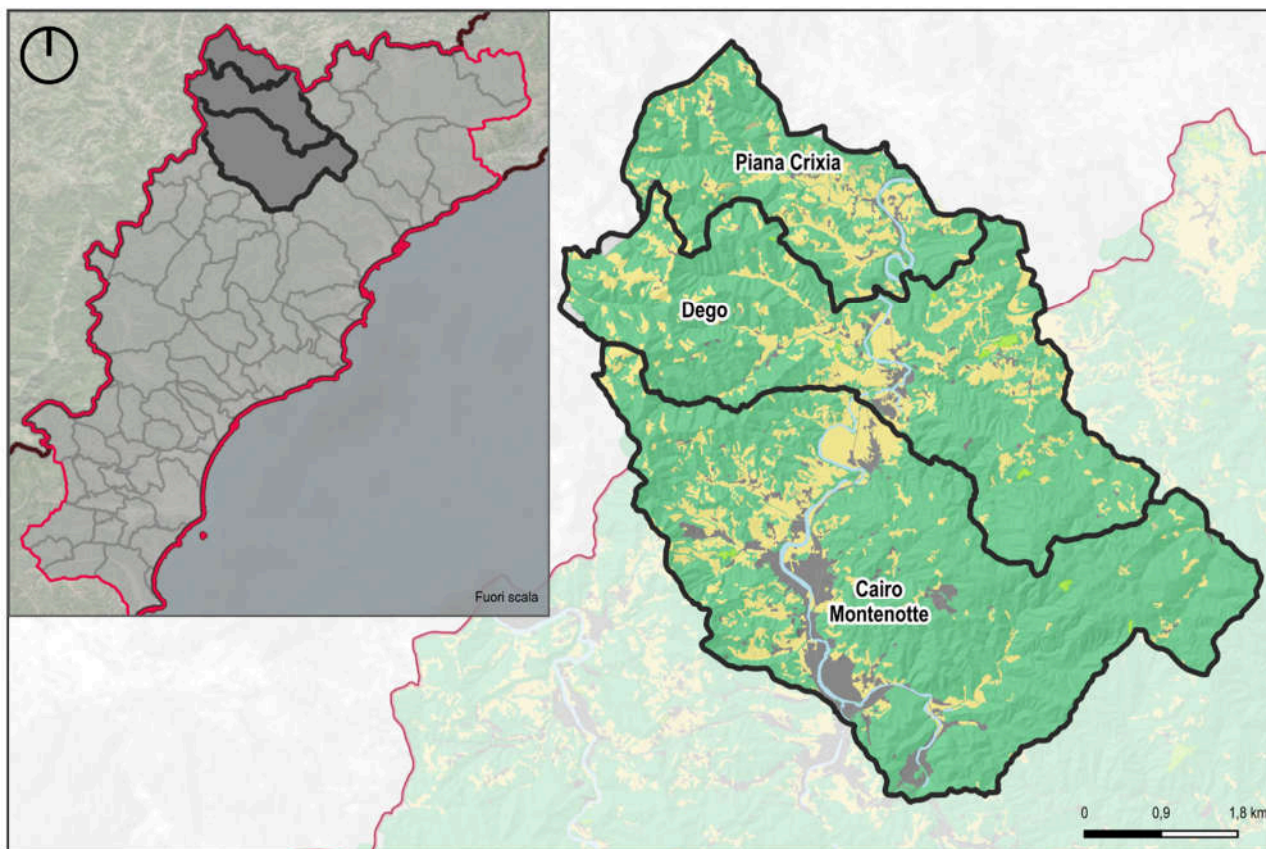 Fuori scala
Piana Crixia
Dego
Cairo
Montenotte
0 0,9 1,8 km